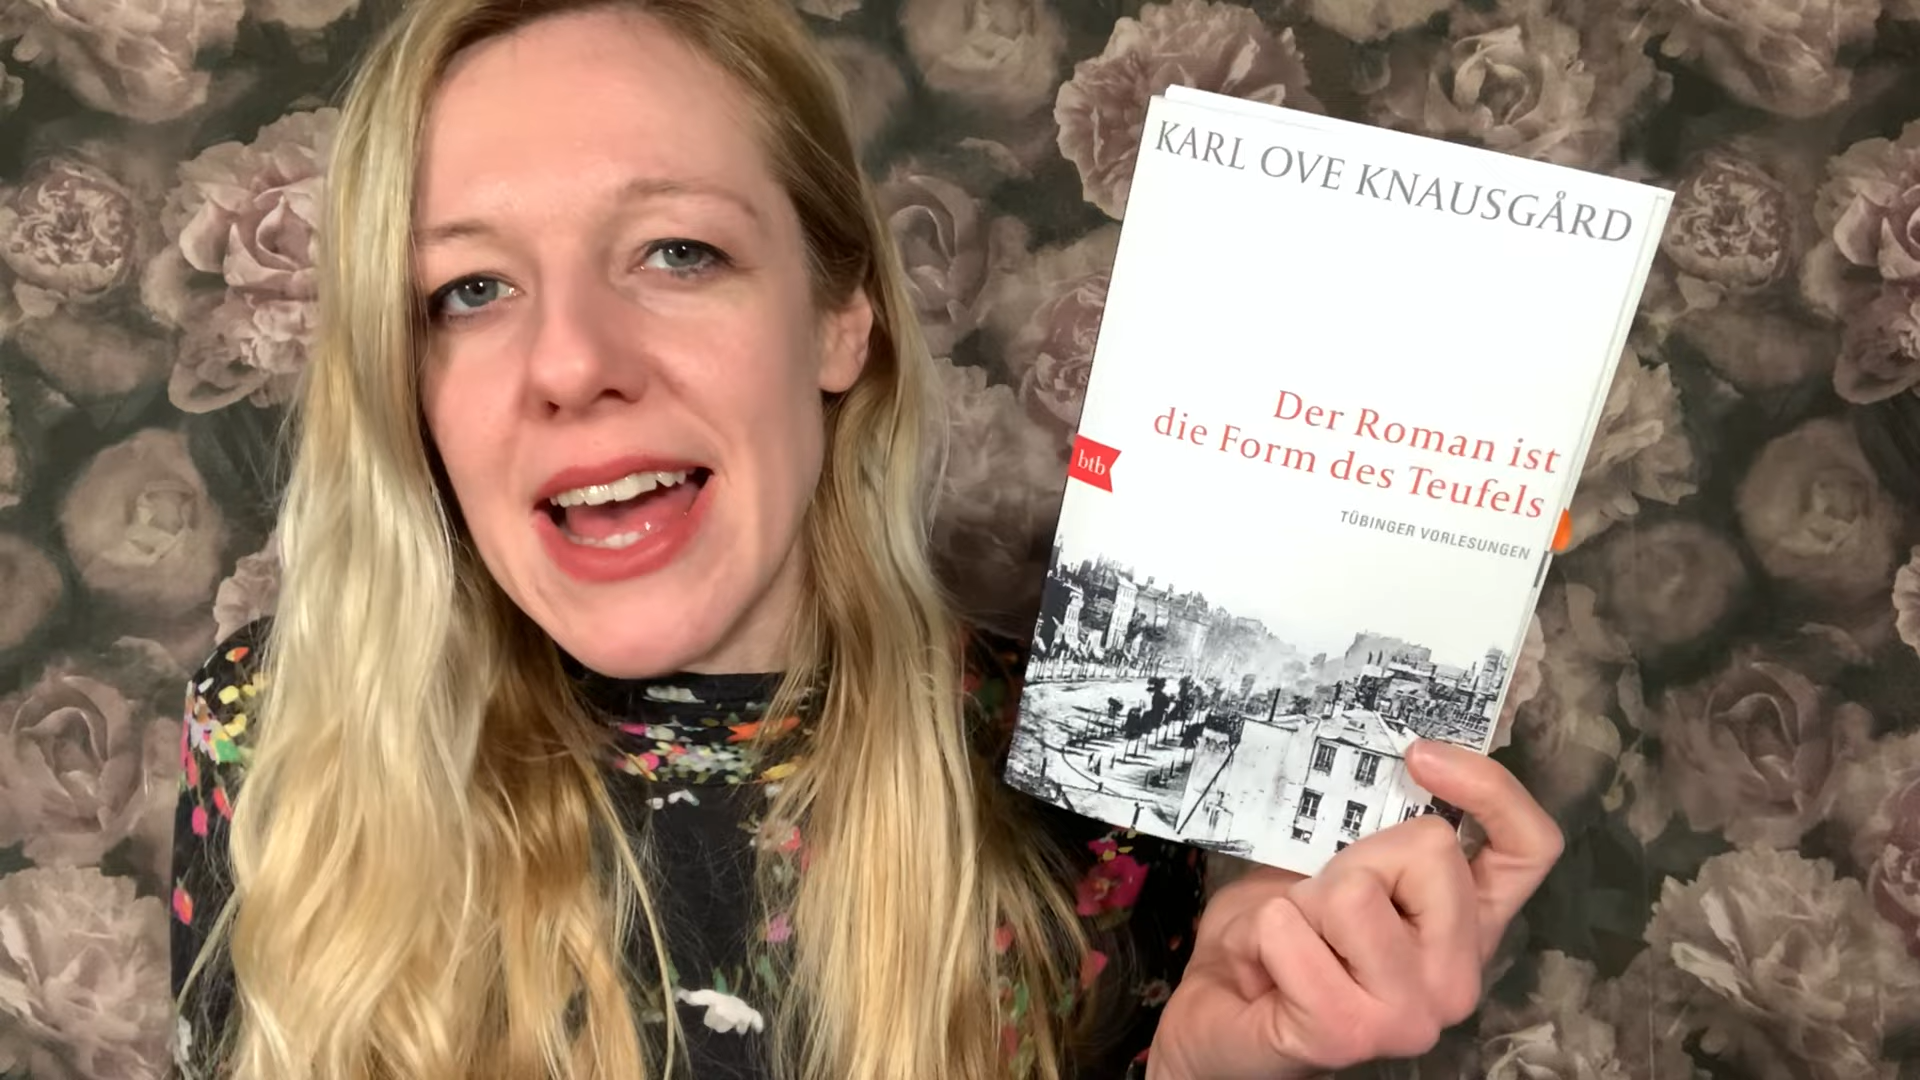 KARL OVE KNAUSGÅRD
Der Roman ist
die Form des Teufels
btb
TÜBINGER VORLESUNGEN